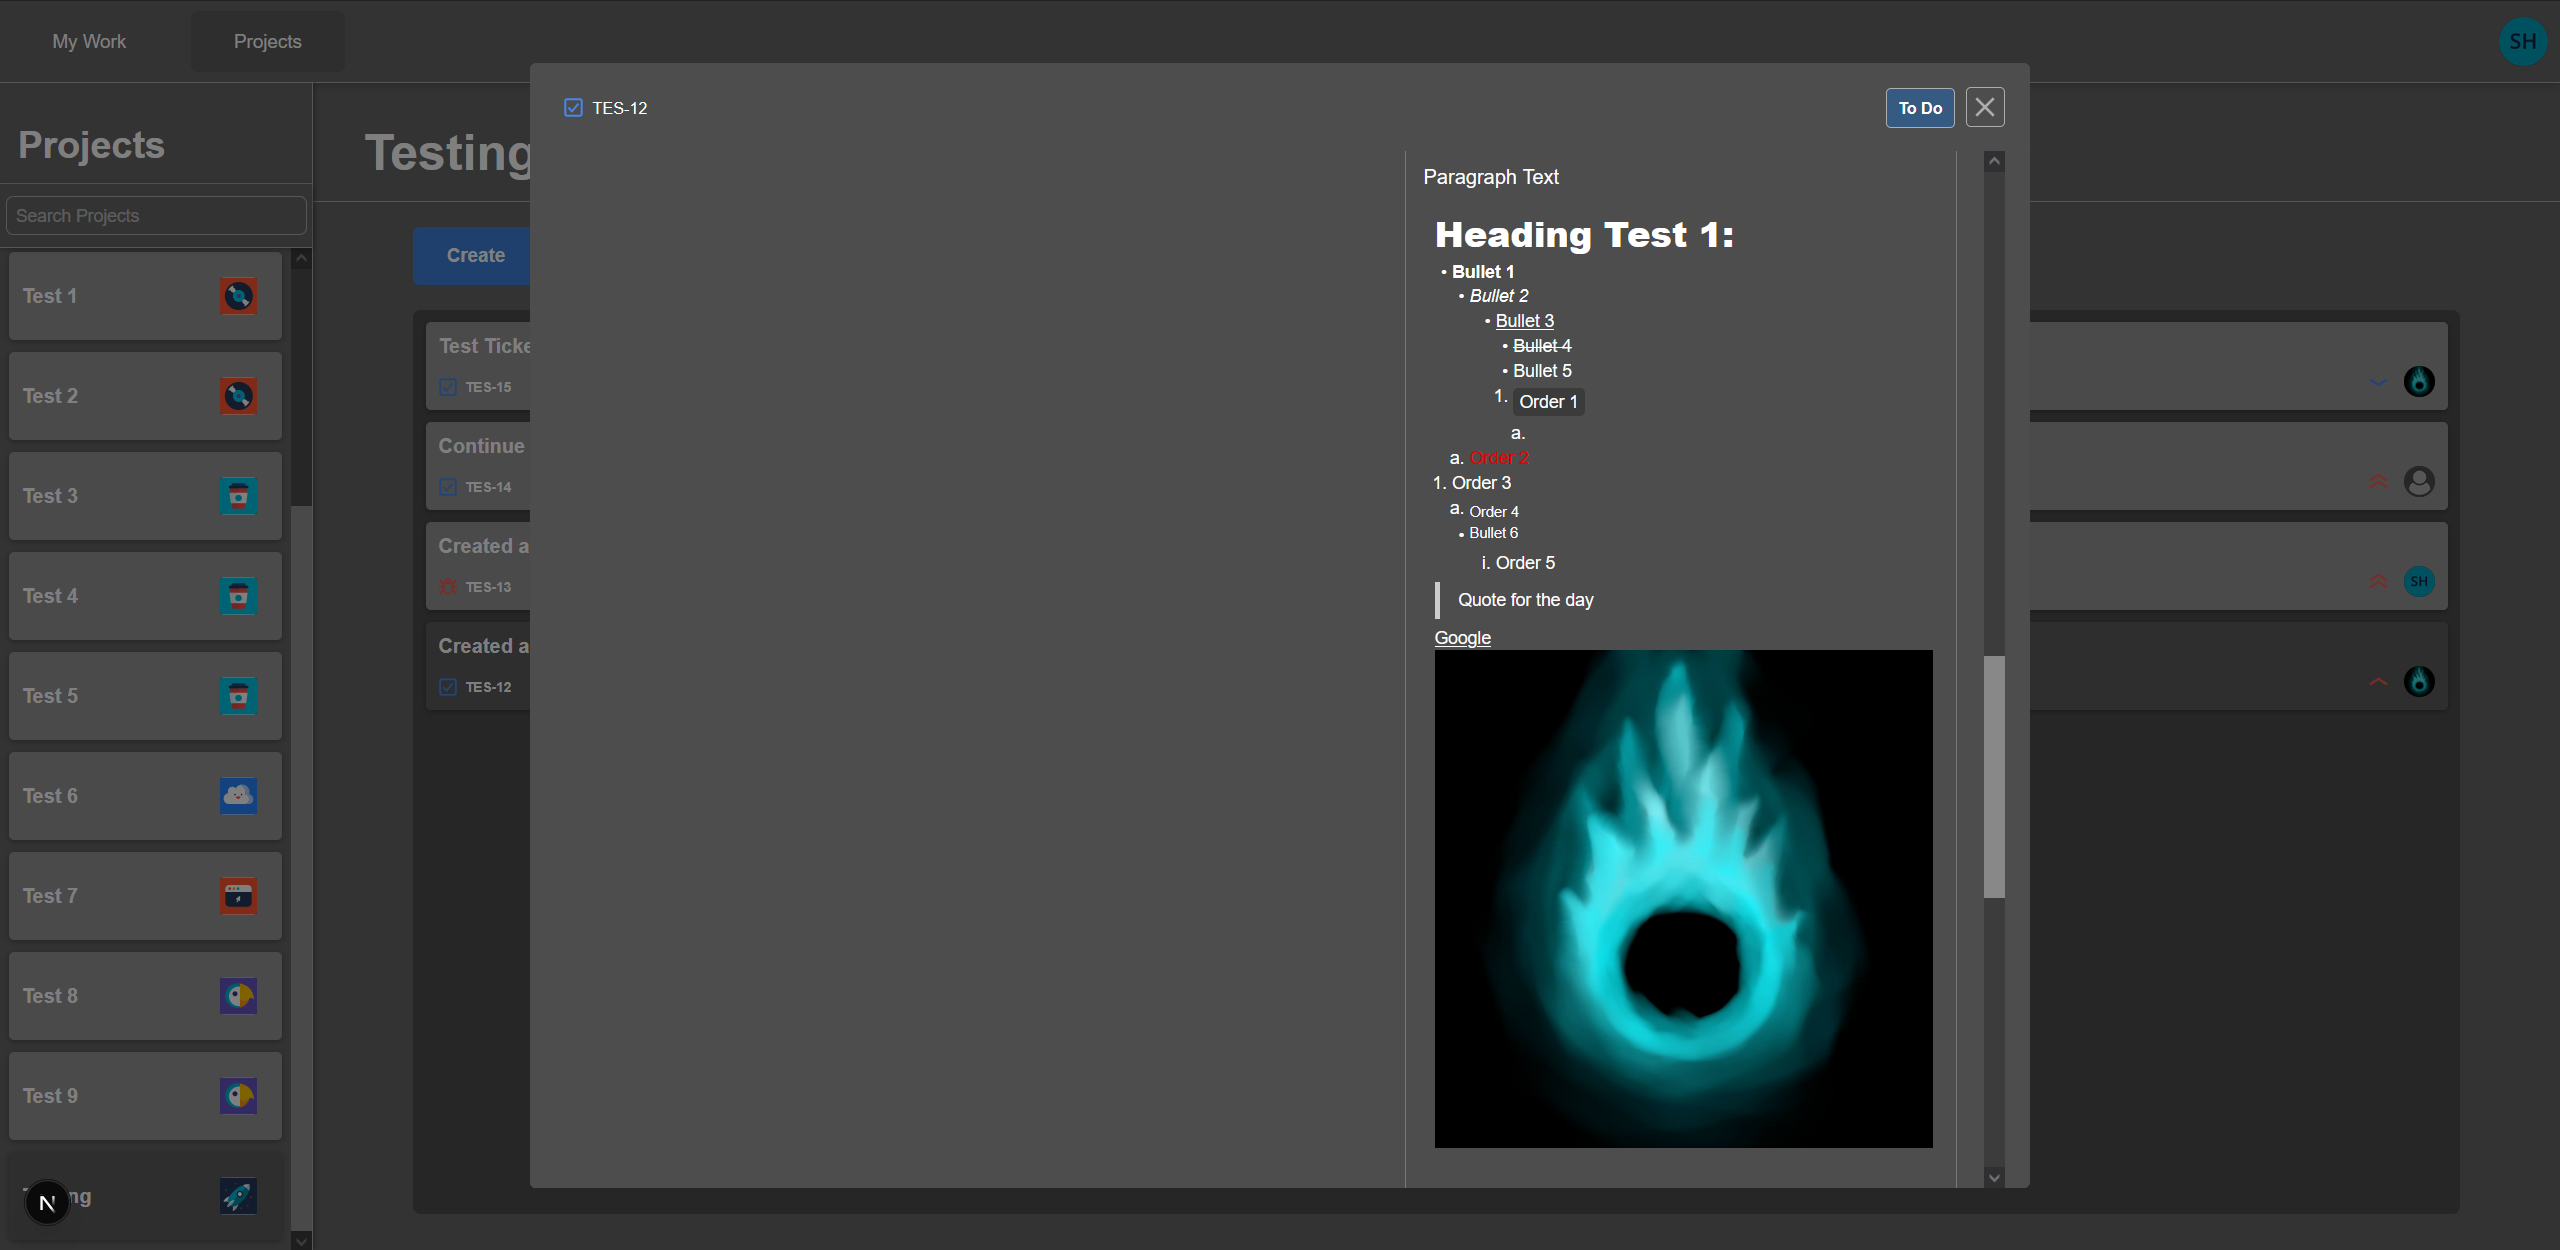 My Work
Projects
SH
Projects
Testing
Search Projects
Create
Test 1
Test 2
Test 3
Test 4
Test 5
Test 6
Test 7
Test 8
Test 9
N
ng
Test Ticke
TES-15
Continue
TES-14
Created a
TES-13
Created a
TES-12
SH
TES-12
To Do
Paragraph Text
Heading Test 1:
• Bullet 1
• Bullet 2
• Bullet 3
• Bullet 4
• Bullet 5
1. Order 1
a.
a. Order 2
1. Order 3
a. Order 4
• Bullet 6
i. Order 5
Quote for the day
Google